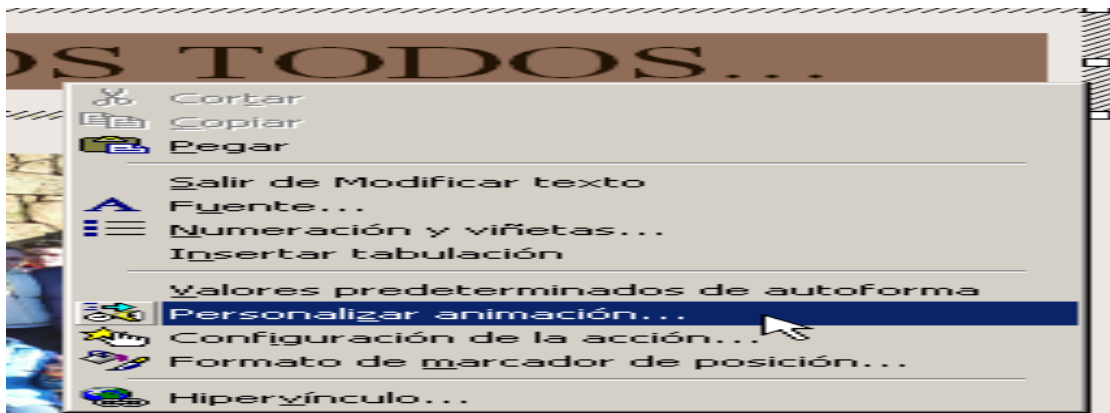 OS TODOS...
Cortar
Copiar
Pegar
Salir de Modificar texto
Fuente...
Numeración y viñetas...
Insertar tabulación
Valores predeterminados de autoforma
Personalizar animación...
Configuración de la acción...
Formato de marcador de posición...
Hipervínculo...